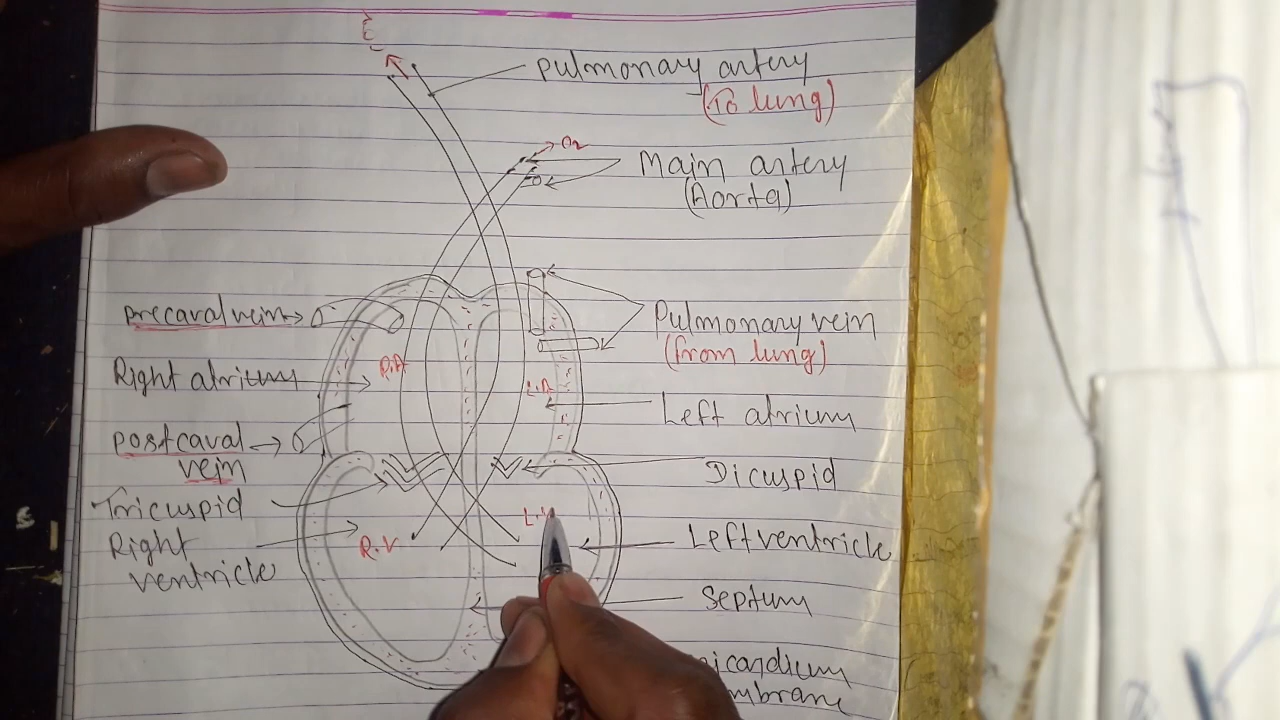 Pulmonary artery
(To lung)
O2
Main artery
(Aorta)
precaval vein
Pulmonary vein
(from lung)
R.A
Right atrium
L.A
Left atrium
postcaval
vein
Dicuspid
Tricuspid
Right
ventricle
R.V
Left ventricle
Septum